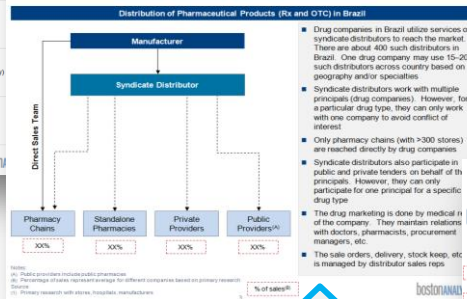 Distribution of Pharmaceutical Products (Rx and OTC) in Brazil
Manufacturer
Syndicate Distributor
Direct Sales Team
Pharmacy
Chains
Standalone
Pharmacies
Private
Providers
Public
Providers(A)
XX%
XX%
XX%
XX%
Notes:
(A) Public providers include public pharmacies
(B) Percentage of sales represent average for different companies based on primary research
Source:
(1) Primary research with stores, hospitals, manufacturers
% of sales(B)
■ Drug companies in Brazil utilize services o
syndicate distributors to reach the market.
There are about 400 such distributors in
Brazil. One drug company may use 15–20
such distributors across country based on
geography and/or specialties
■ Syndicate distributors work with multiple
principals (drug companies). However, for
a particular drug type, they can only work
with one company to avoid conflict of
interest
■ Only pharmacy chains (with >300 stores)
are reached directly by drug companies
■ Syndicate distributors also participate in
public and private tenders on behalf of th
principals. However, they can only
participate for one principal for a specific
drug type
■ The drug marketing is done by medical re
of the company. They maintain relations
with doctors, pharmacists, procurement
managers, etc.
■ The sale orders, delivery, stock keep, etc
is managed by distributor sales reps
bostonANALY